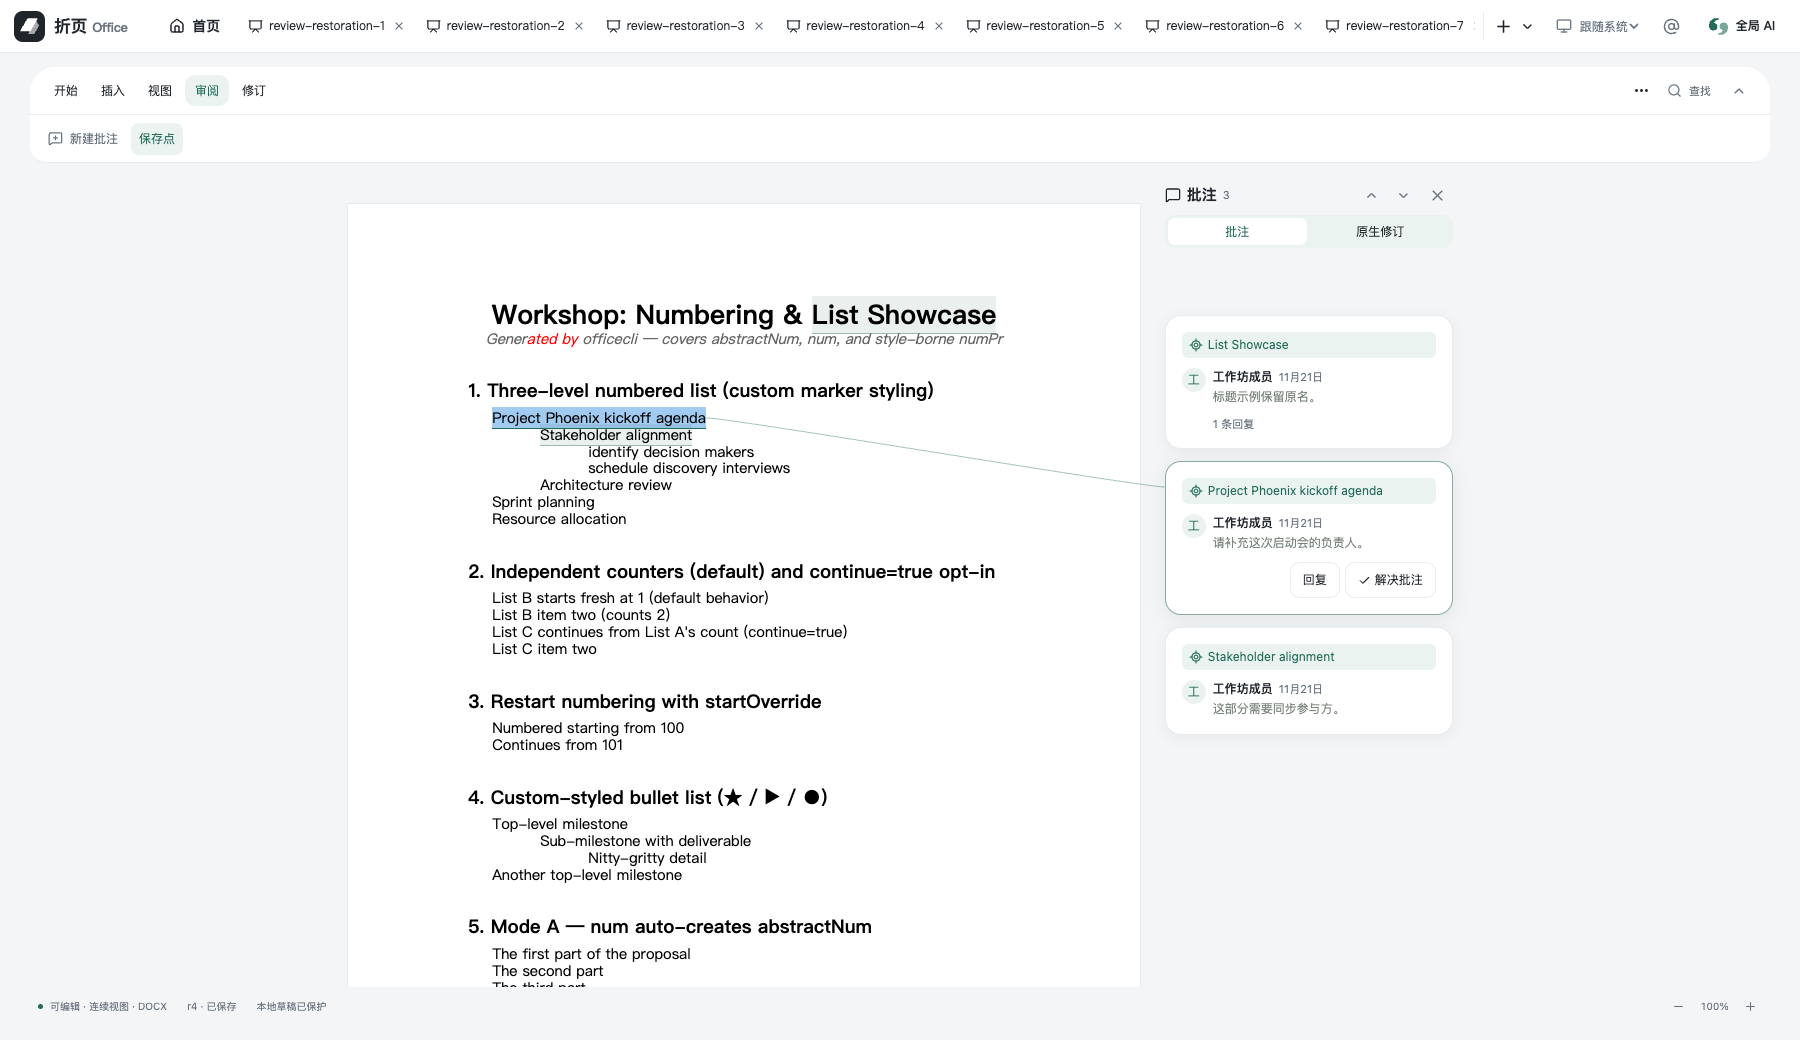 折页 Office
首页
review-restoration-1
review-restoration-2
review-restoration-3
review-restoration-4
review-restoration-5
review-restoration-6
review-restoration-7
跟随系统
全局 AI
开始 插入 视图 审阅 修订
查找
新建批注 保存点
批注 3
批注 原生修订
Workshop: Numbering & List Showcase
Generated by officecli — covers abstractNum, num, and style-borne numPr
1. Three-level numbered list (custom marker styling)
Project Phoenix kickoff agenda
Stakeholder alignment
identify decision makers
schedule discovery interviews
Architecture review
Sprint planning
Resource allocation
2. Independent counters (default) and continue=true opt-in
List B starts fresh at 1 (default behavior)
List B item two (counts 2)
List C continues from List A's count (continue=true)
List C item two
3. Restart numbering with startOverride
Numbered starting from 100
Continues from 101
4. Custom-styled bullet list (★ / ▶ / ●)
Top-level milestone
Sub-milestone with deliverable
Nitty-gritty detail
Another top-level milestone
5. Mode A — num auto-creates abstractNum
The first part of the proposal
The second part
The third part
List Showcase
工 工作坊成员 11月21日
标题示例保留原名。
1 条回复
Project Phoenix kickoff agenda
工 工作坊成员 11月21日
请补充这次启动会的负责人。
回复 解决批注
Stakeholder alignment
工 工作坊成员 11月21日
这部分需要同步参与方。
可编辑 · 连续视图 · DOCX r4 · 已保存 本地草稿已保护
100%